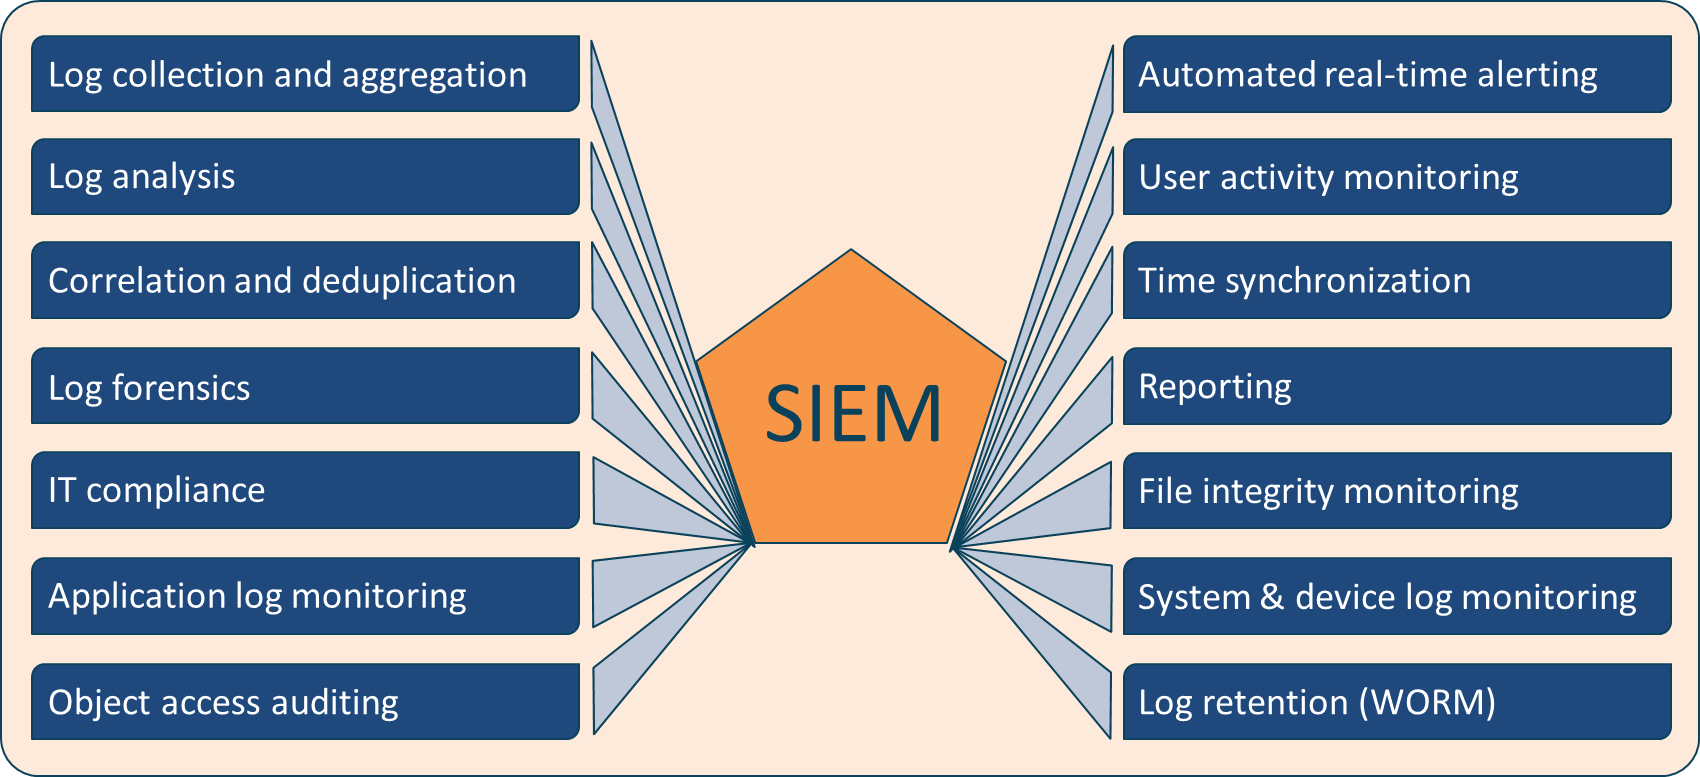 Log collection and aggregation
Log analysis
Correlation and deduplication
Log forensics
IT compliance
Application log monitoring
Object access auditing
SIEM
Automated real-time alerting
User activity monitoring
Time synchronization
Reporting
File integrity monitoring
System & device log monitoring
Log retention (WORM)